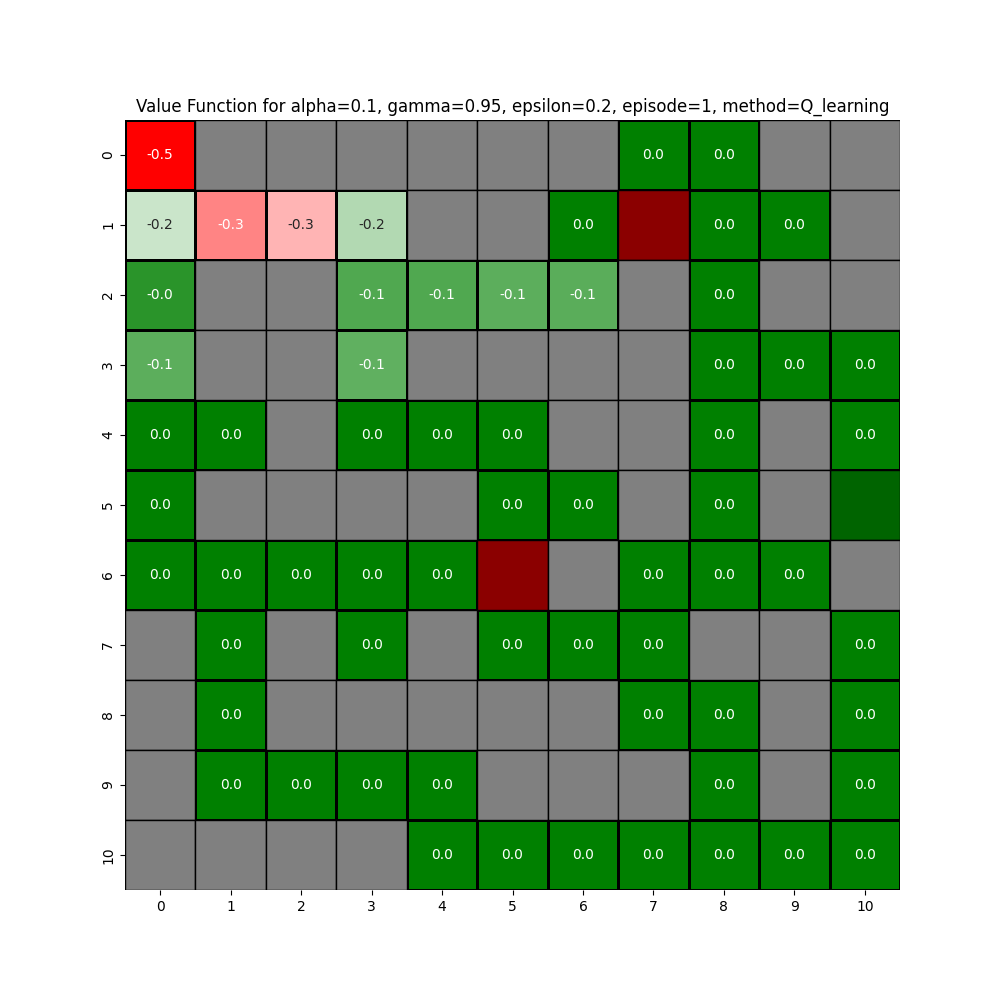 Value Function for alpha=0.1, gamma=0.95, epsilon=0.2, episode=1, method=Q_learning
0 -0.5 0.0 0.0
1 -0.2 -0.3 -0.3 -0.2 0.0 0.0 0.0
2 -0.0 -0.1 -0.1 -0.1 -0.1 0.0
3 -0.1 -0.1 0.0 0.0 0.0
4 0.0 0.0 0.0 0.0 0.0 0.0 0.0
5 0.0 0.0 0.0 0.0
6 0.0 0.0 0.0 0.0 0.0 0.0 0.0 0.0
7 0.0 0.0 0.0 0.0 0.0 0.0
8 0.0 0.0 0.0 0.0
9 0.0 0.0 0.0 0.0 0.0 0.0
10 0.0 0.0 0.0 0.0 0.0 0.0 0.0
0 1 2 3 4 5 6 7 8 9 10